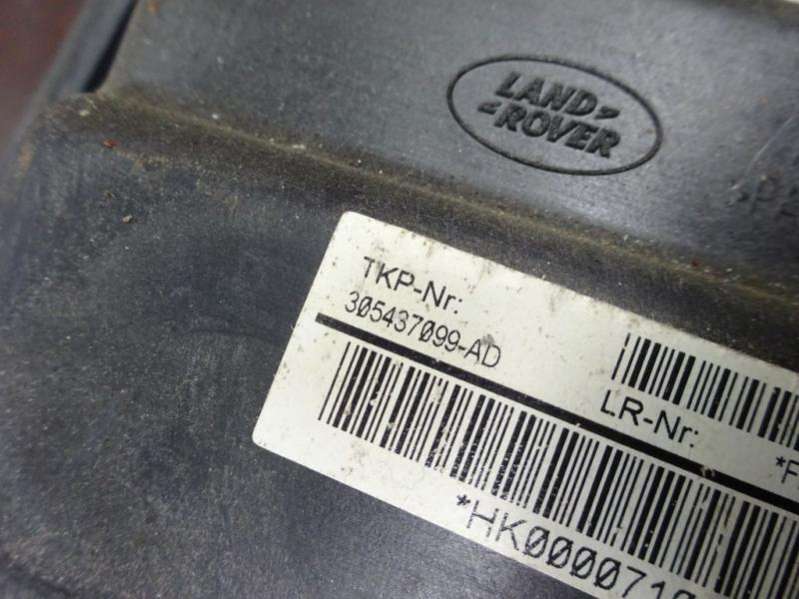 LAND
ROVER
TKP-Nr:
305437099-AD
LR-Nr:
*F
*HK000071